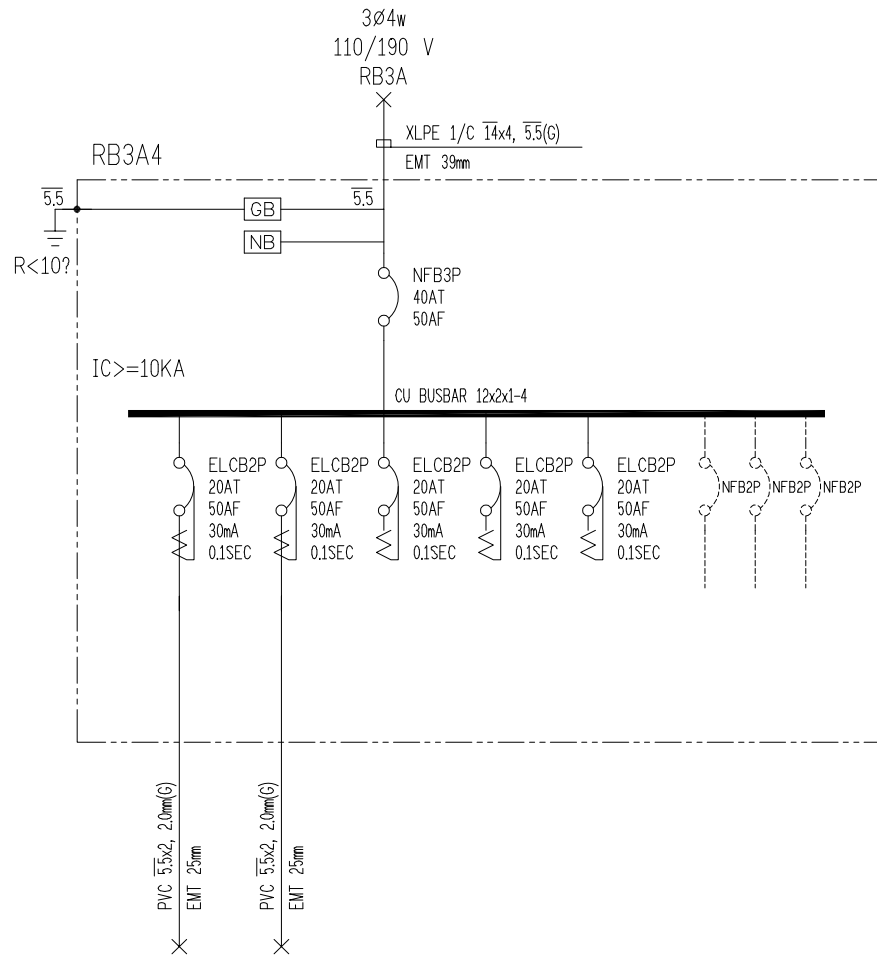 3Ø4w
110/190 V
RB3A
XLPE 1/C 14x4, 5.5(G)
EMT 39mm
RB3A4
5.5
GB
5.5
NB
R<10?
NFB3P
40AT
50AF
IC>=10KA
CU BUSBAR 12x2x1-4
ELCB2P
20AT
50AF
30mA
0.1SEC
ELCB2P
20AT
50AF
30mA
0.1SEC
ELCB2P
20AT
50AF
30mA
0.1SEC
ELCB2P
20AT
50AF
30mA
0.1SEC
ELCB2P
20AT
50AF
30mA
0.1SEC
NFB2P
NFB2P
NFB2P
PVC 5.5x2, 2.0mm(G)
EMT 25mm
PVC 5.5x2, 2.0mm(G)
EMT 25mm